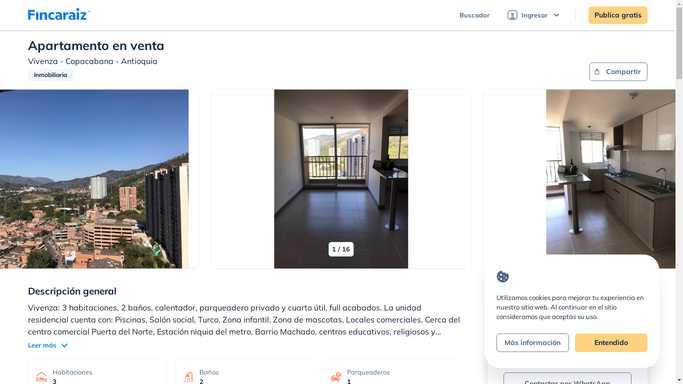 Fincaraiz
Buscador
Ingresar
Publica gratis
Apartamento en venta
Vivenza - Copacabana - Antioquia
Inmobiliaria
Compartir
1 / 16
Descripción general
Vivenza: 3 habitaciones, 2 baños, calentador, parqueadero privado y cuarto útil, full acabados. La unidad
residencial cuenta con: Piscinas, Salón social, Turco, Zona infantil, Zona de mascotas, Locales comerciales. Cerca del
centro comercial Puerta del Norte, Estación niquia del metro, Barrio Machado, centros educativos, religiosos y...
Leer más
Habitaciones
3
Baños
2
Parqueaderos
1
Utilizamos cookies para mejorar tu experiencia en
nuestro sitio web. Al continuar en el sitio
consideramos que aceptas su uso.
Más información
Entendido
Contactar por WhatsApp